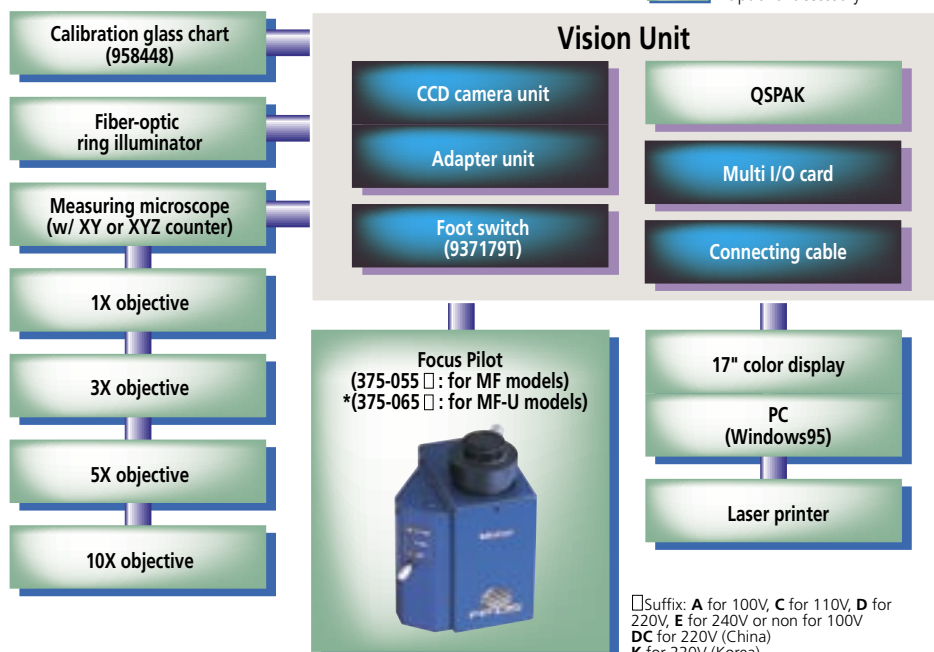 Calibration glass chart
(958448)
Fiber-optic
ring illuminator
Measuring microscope
(w/ XY or XYZ counter)
1X objective
3X objective
5X objective
10X objective
Vision Unit
CCD camera unit
Adapter unit
Foot switch
(937179T)
QSPAK
Multi I/O card
Connecting cable
Focus Pilot
(375-055 □ : for MF models)
*(375-065 □ : for MF-U models)
17" color display
PC
(Windows95)
Laser printer
□Suffix: A for 100V, C for 110V, D for
220V, E for 240V or non for 100V
DC for 220V (China)
K for 220V (Korea)